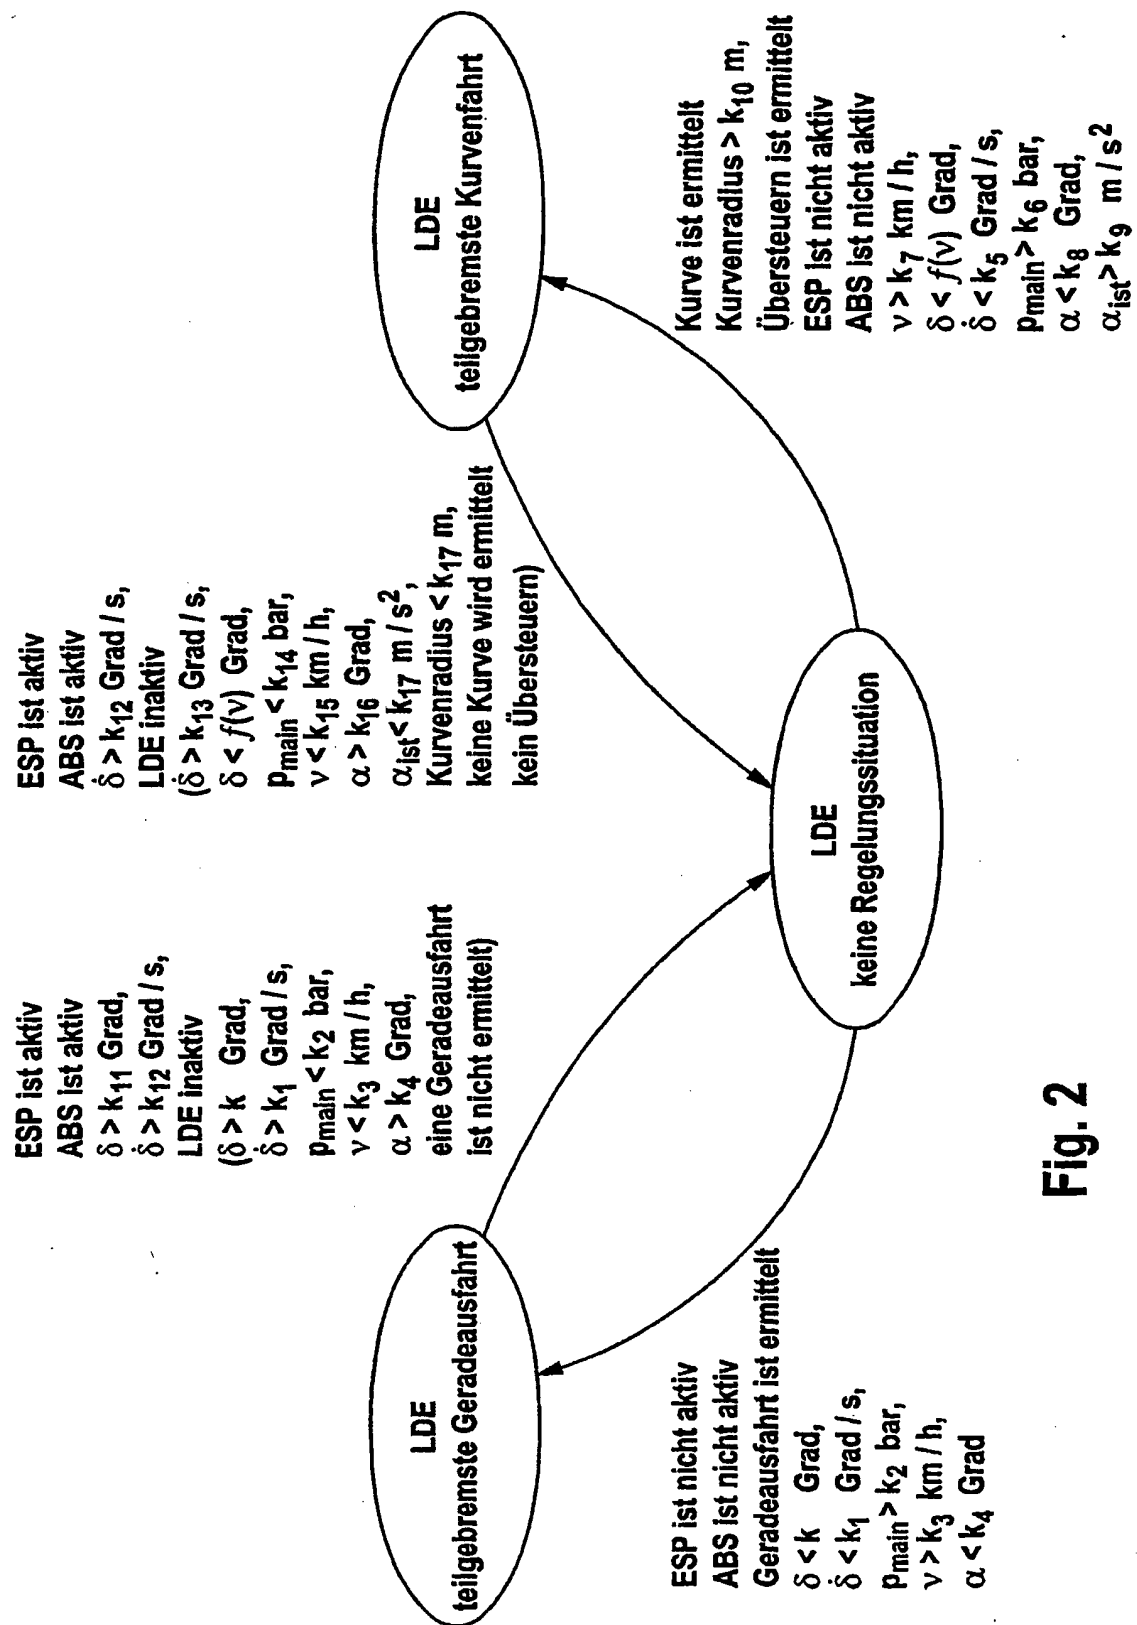 ESP ist aktiv
ABS ist aktiv
δ > k11 Grad,
δ̇ > k12 Grad / s,
LDE inaktiv
(δ > k Grad,
δ̇ > k1 Grad / s,
pmain < k2 bar,
v < k3 km / h,
α > k4 Grad,
eine Geradeausfahrt
ist nicht ermittelt)
ESP ist aktiv
ABS ist aktiv
δ̇ > k12 Grad / s,
LDE inaktiv
(δ̇ > k13 Grad / s,
δ < f(v) Grad,
pmain < k14 bar,
v < k15 km / h,
α > k16 Grad,
αist < k17 m / s²,
Kurvenradius < k17 m,
keine Kurve wird ermittelt
kein Übersteuern)
LDE
teilgebremste Geradeausfahrt
LDE
teilgebremste Kurvenfahrt
LDE
keine Regelungssituation
ESP ist nicht aktiv
ABS ist nicht aktiv
Geradeausfahrt ist ermittelt
δ < k Grad,
δ̇ < k1 Grad / s,
pmain > k2 bar,
v > k3 km / h,
α < k4 Grad
Kurve ist ermittelt
Kurvenradius > k10 m,
Übersteuern ist ermittelt
ESP ist nicht aktiv
ABS ist nicht aktiv
v > k7 km / h,
δ < f(v) Grad,
δ̇ < k5 Grad / s,
pmain > k6 bar,
α < k8 Grad,
αist > k9 m / s²
Fig. 2